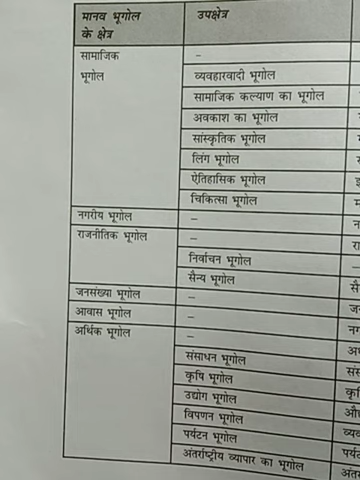 मानव भूगोल उपक्षेत्र
के क्षेत्र
सामाजिक –
भूगोल व्यवहारवादी भूगोल
सामाजिक कल्याण का भूगोल
अवकाश का भूगोल
सांस्कृतिक भूगोल
लिंग भूगोल
ऐतिहासिक भूगोल
चिकित्सा भूगोल
नगरीय भूगोल –
राजनीतिक भूगोल –
निर्वाचन भूगोल
सैन्य भूगोल
जनसंख्या भूगोल –
आवास भूगोल –
आर्थिक भूगोल –
संसाधन भूगोल
कृषि भूगोल
उद्योग भूगोल
विपणन भूगोल
पर्यटन भूगोल
अंतर्राष्ट्रीय व्यापार का भूगोल